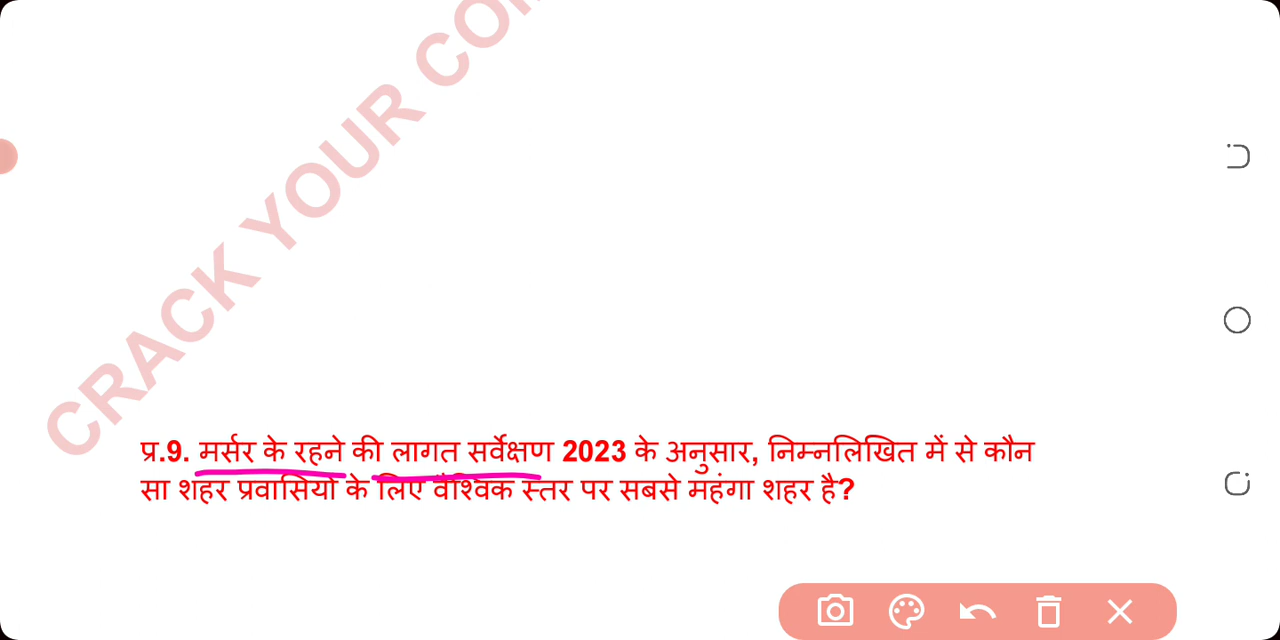 CRACK YOUR
प्र.9. मर्सर के रहने की लागत सर्वेक्षण 2023 के अनुसार, निम्नलिखित में से कौन
सा शहर प्रवासियों के लिए वैश्विक स्तर पर सबसे महंगा शहर है?